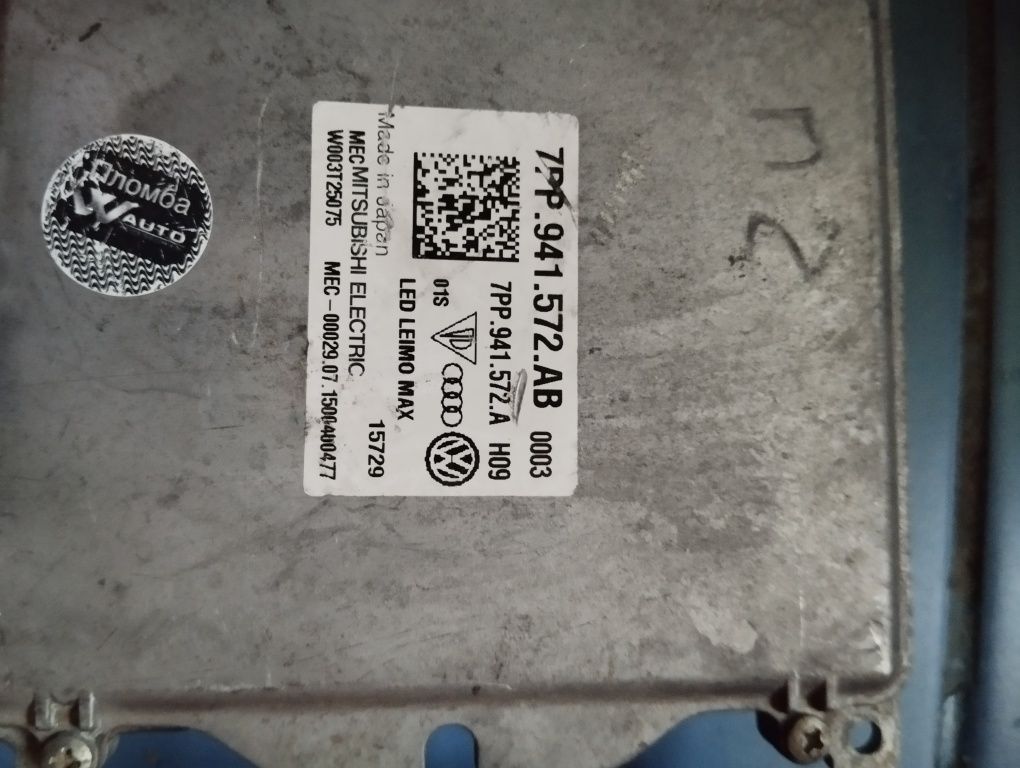 7PP.941.572.AB 0003
7PP.941.572.A H09
01S
LED LEIMO MAX
Made in Japan
MECMITSUBISHI ELECTRIC 15729
W003T25075 MEC-00029.07.1500480477
Пломба
W AUTO